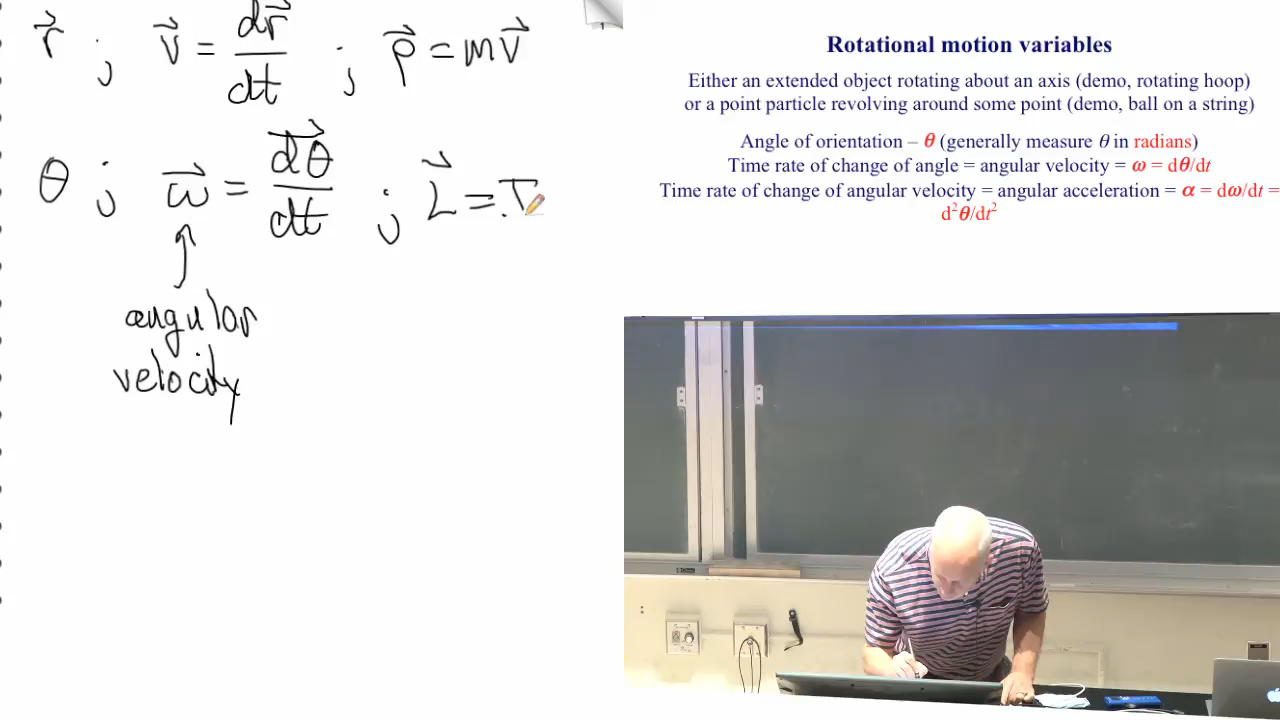 r⃗ ; v⃗ = dr⃗/dt ; p⃗ = mv⃗
θ ; ω⃗ = dθ⃗/dt ; L⃗ =
angular
velocity
1
Rotational motion variables
Either an extended object rotating about an axis (demo, rotating hoop)
or a point particle revolving around some point (demo, ball on a string)
Angle of orientation – θ (generally measure θ in radians)
Time rate of change of angle = angular velocity = ω = dθ/dt
Time rate of change of angular velocity = angular acceleration = α = dω/dt =
d²θ/dt²